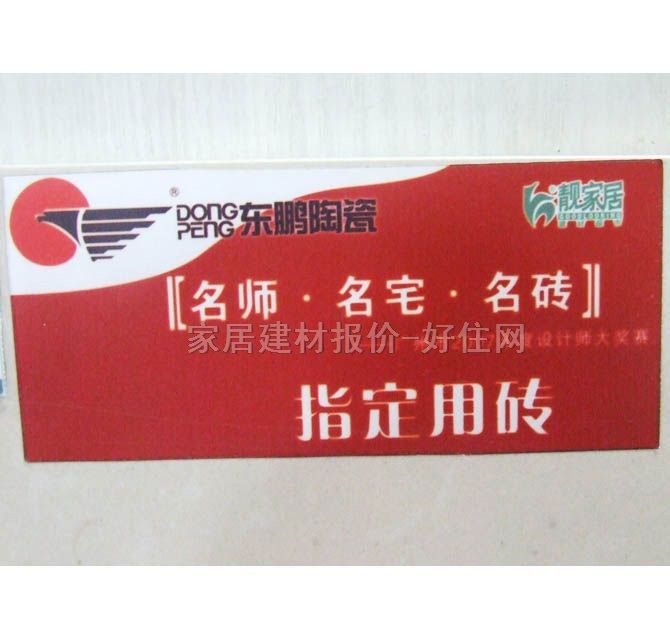 DONG PENG® 东鹏陶瓷
靓家居
GOODLOOKING
〖名师·名宅·名砖〗
家居建材报价-好住网
设计师大奖赛
指定用砖